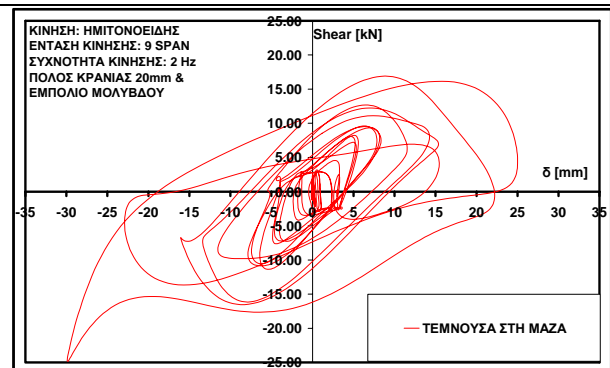 ΚΙΝΗΣΗ: ΗΜΙΤΟΝΟΕΙΔΗΣ
ΕΝΤΑΣΗ ΚΙΝΗΣΗΣ: 9 SPAN
ΣΥΧΝΟΤΗΤΑ ΚΙΝΗΣΗΣ: 2 Hz
ΠΟΛΟΣ ΚΡΑΝΙΑΣ 20mm &
ΕΜΠΟΛΙΟ ΜΟΛΥΒΔΟΥ
Shear [kN]
25.00
20.00
15.00
10.00
5.00
0.00
-5.00
-10.00
-15.00
-20.00
-25.00
δ [mm]
-35 -30 -25 -20 -15 -10 -5 0 5 10 15 20 25 30 35
ΤΕΜΝΟΥΣΑ ΣΤΗ ΜΑΖΑ